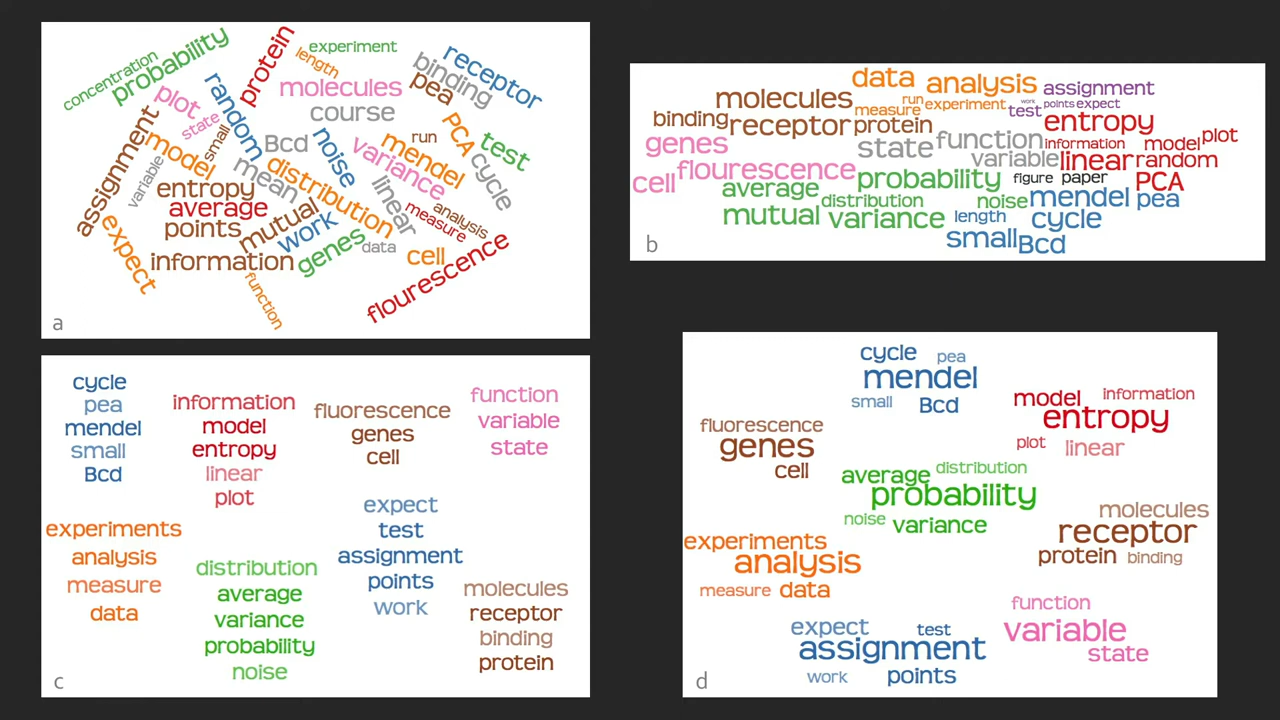 concentration
probability
protein
experiment
length
receptor
binding
pea
molecules
course
plot
state
random
small
assignment
model
variable
Bcd
noise
run
mendel
variance
PCA
test
cycle
mean
distribution
entropy
average
points
linear
measure
analysis
mutual
work
genes
data
cell
expect
information
function
flourescence
a
data analysis assignment
molecules measure run experiment work test points expect
binding receptor protein entropy
genes state function information model plot
cell flourescence variable linear random
average probability figure paper PCA
distribution noise mendel pea
mutual variance length cycle
small Bcd
b
cycle
pea
mendel
small
Bcd
information
model
entropy
linear
plot
fluorescence
genes
cell
function
variable
state
experiments
analysis
measure
data
distribution
average
variance
probability
noise
expect
test
assignment
points
work
molecules
receptor
binding
protein
c
cycle pea
mendel
small Bcd
model information
entropy
plot linear
fluorescence
genes
cell
average distribution
probability
noise variance
molecules
receptor
protein binding
experiments
analysis
measure data
function
variable
state
expect test
assignment
work points
d